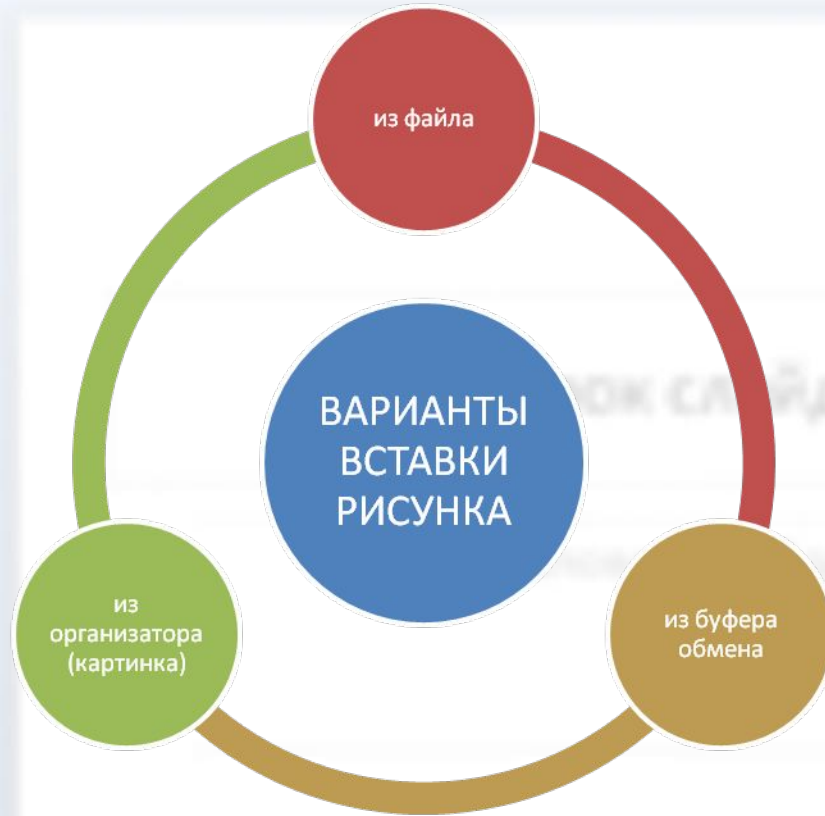 из файла
ВАРИАНТЫ
ВСТАВКИ
РИСУНКА
из
организатора
(картинка)
из буфера
обмена